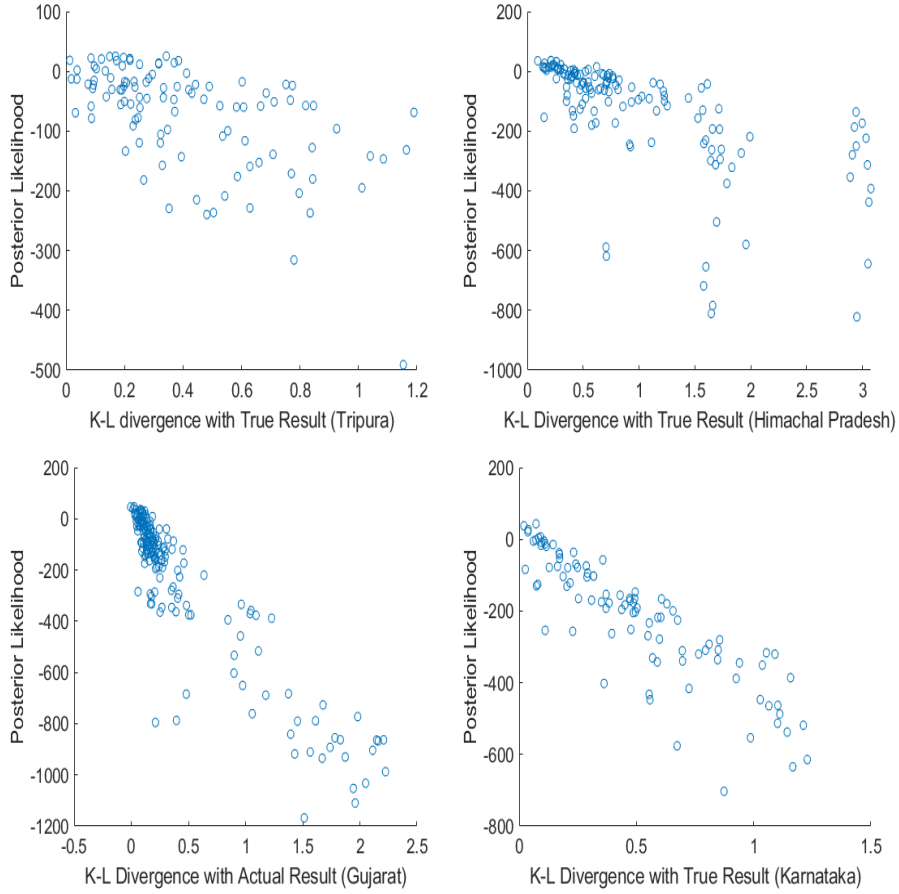 100
0
-100
-200
-300
-400
-500
0 0.2 0.4 0.6 0.8 1 1.2
Posterior Likelihood
K-L divergence with True Result (Tripura)
200
0
-200
-400
-600
-800
-1000
0 0.5 1 1.5 2 2.5 3
Posterior Likelihood
K-L Divergence with True Result (Himachal Pradesh)
200
0
-200
-400
-600
-800
-1000
-1200
-0.5 0 0.5 1 1.5 2 2.5
Posterior Likelihood
K-L Divergence with Actual Result (Gujarat)
200
0
-200
-400
-600
-800
0 0.5 1 1.5
Posterior Likelihood
K-L Divergence with True Result (Karnataka)